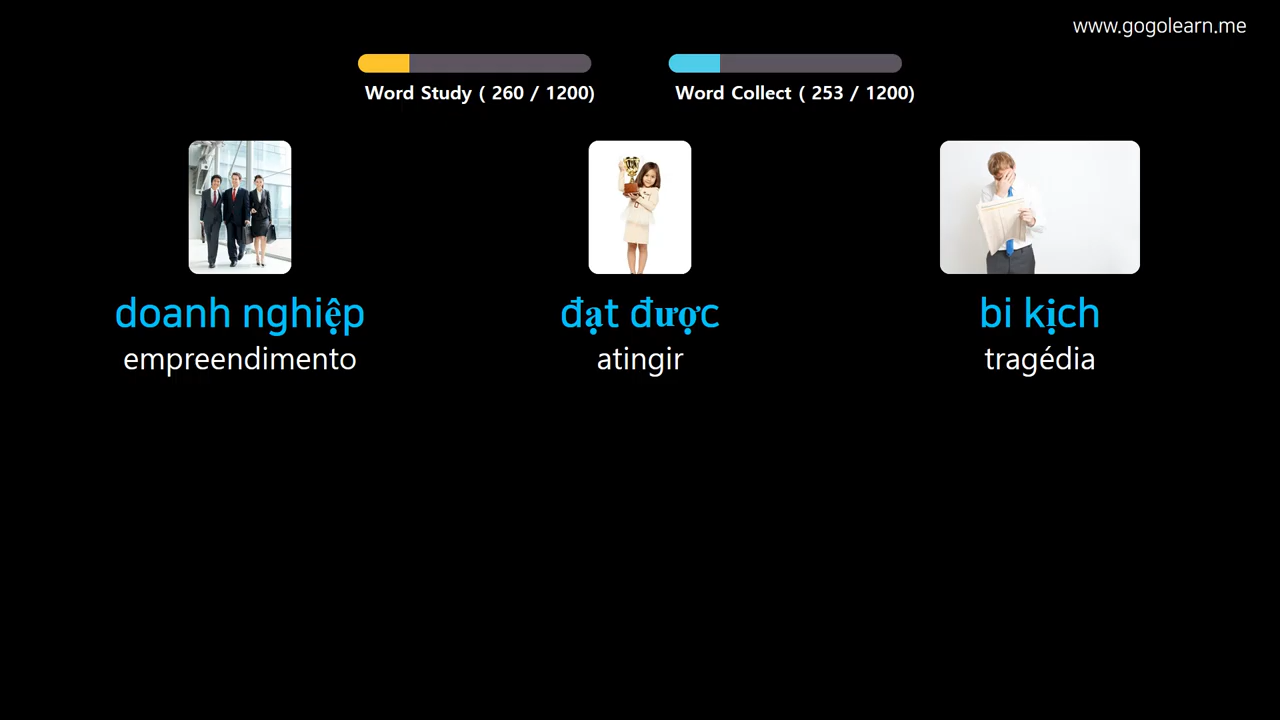 www.gogolearn.me
Word Study ( 260 / 1200)
Word Collect ( 253 / 1200)
doanh nghiệp
empreendimento
đạt được
atingir
bi kịch
tragédia